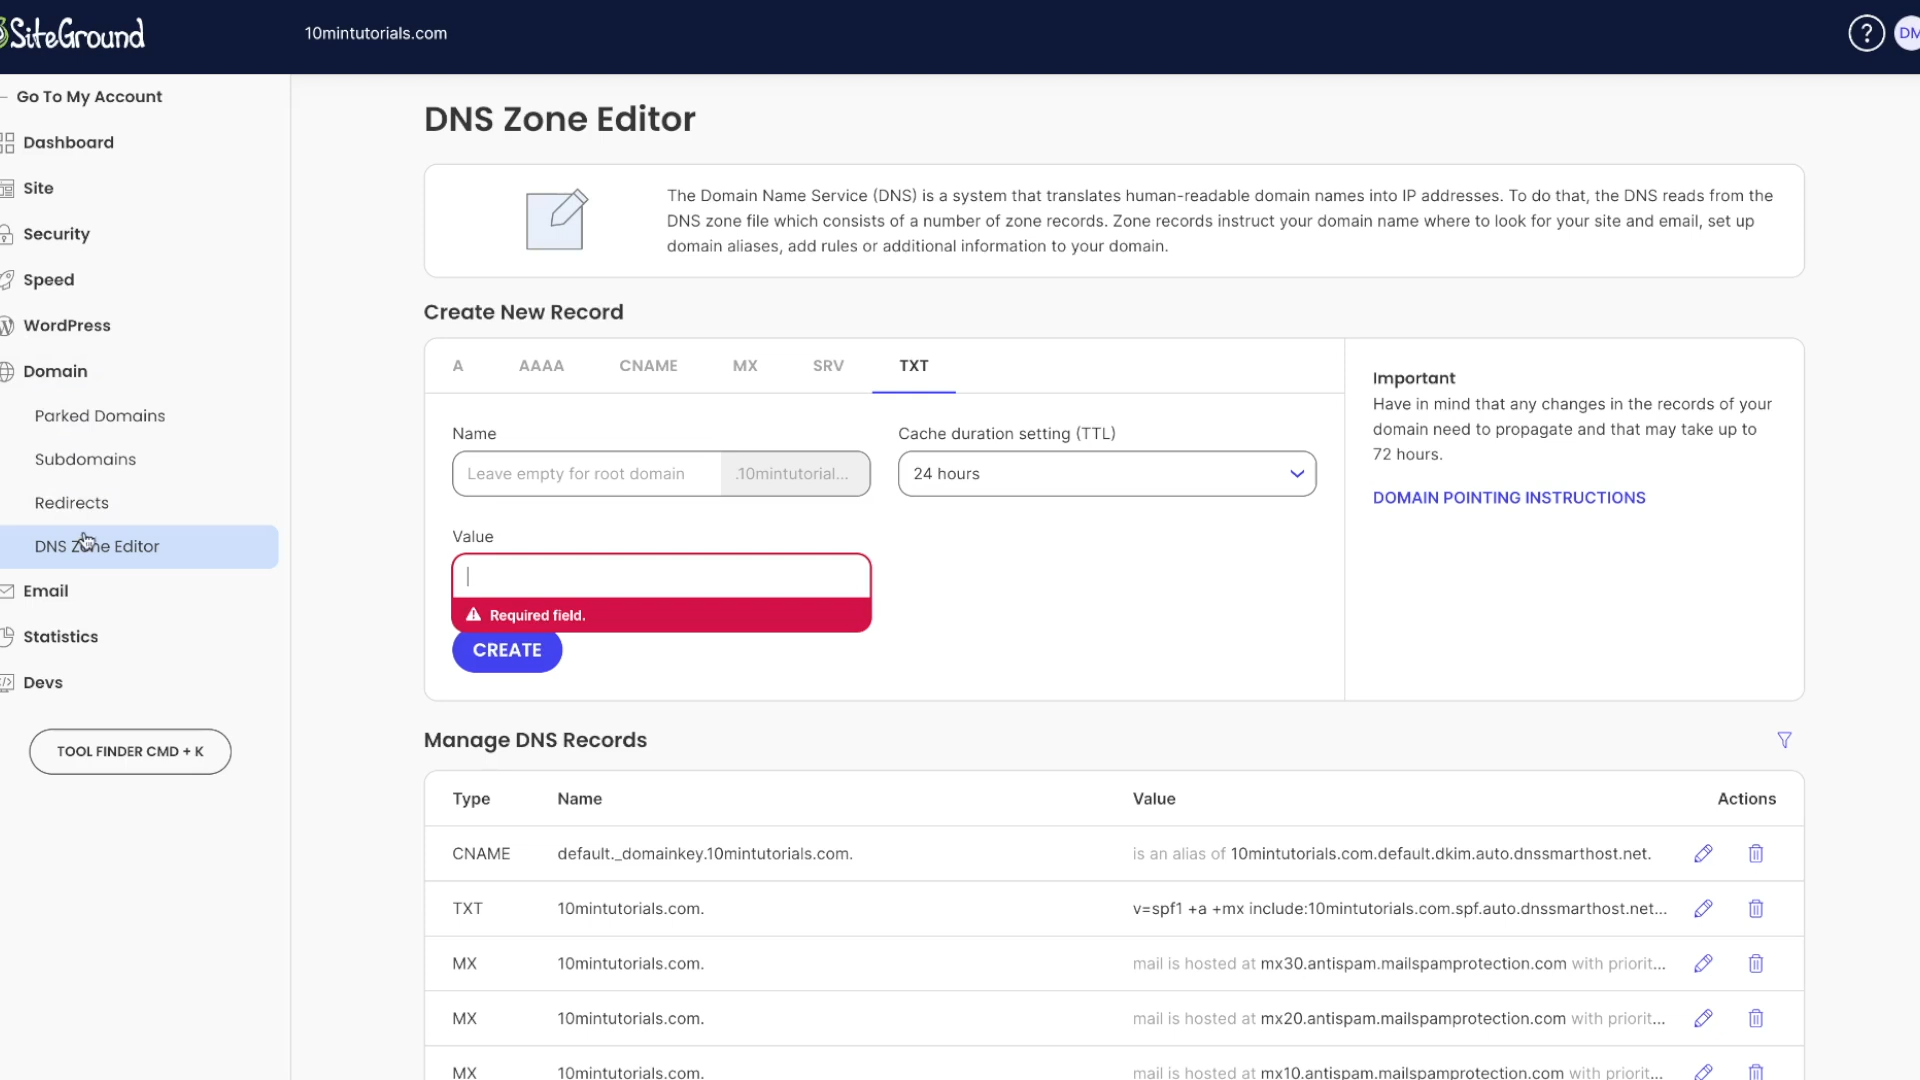 SiteGround
10mintutorials.com
?
DM
Go To My Account
Dashboard
Site
Security
Speed
WordPress
Domain
Parked Domains
Subdomains
Redirects
DNS Zone Editor
Email
Statistics
Devs
TOOL FINDER CMD + K
DNS Zone Editor
The Domain Name Service (DNS) is a system that translates human-readable domain names into IP addresses. To do that, the DNS reads from the
DNS zone file which consists of a number of zone records. Zone records instruct your domain name where to look for your site and email, set up
domain aliases, add rules or additional information to your domain.
Create New Record
A AAAA CNAME MX SRV TXT
Name
Leave empty for root domain .10mintutorial...
Cache duration setting (TTL)
24 hours
Value
Required field.
CREATE
Important
Have in mind that any changes in the records of your
domain need to propagate and that may take up to
72 hours.
DOMAIN POINTING INSTRUCTIONS
Manage DNS Records
Type Name Value Actions
CNAME default._domainkey.10mintutorials.com. is an alias of 10mintutorials.com.default.dkim.auto.dnssmarthost.net.
TXT 10mintutorials.com. v=spf1 +a +mx include:10mintutorials.com.spf.auto.dnssmarthost.net...
MX 10mintutorials.com. mail is hosted at mx30.antispam.mailspamprotection.com with priorit...
MX 10mintutorials.com. mail is hosted at mx20.antispam.mailspamprotection.com with priorit...
MX 10mintutorials.com. mail is hosted at mx10.antispam.mailspamprotection.com with priorit...